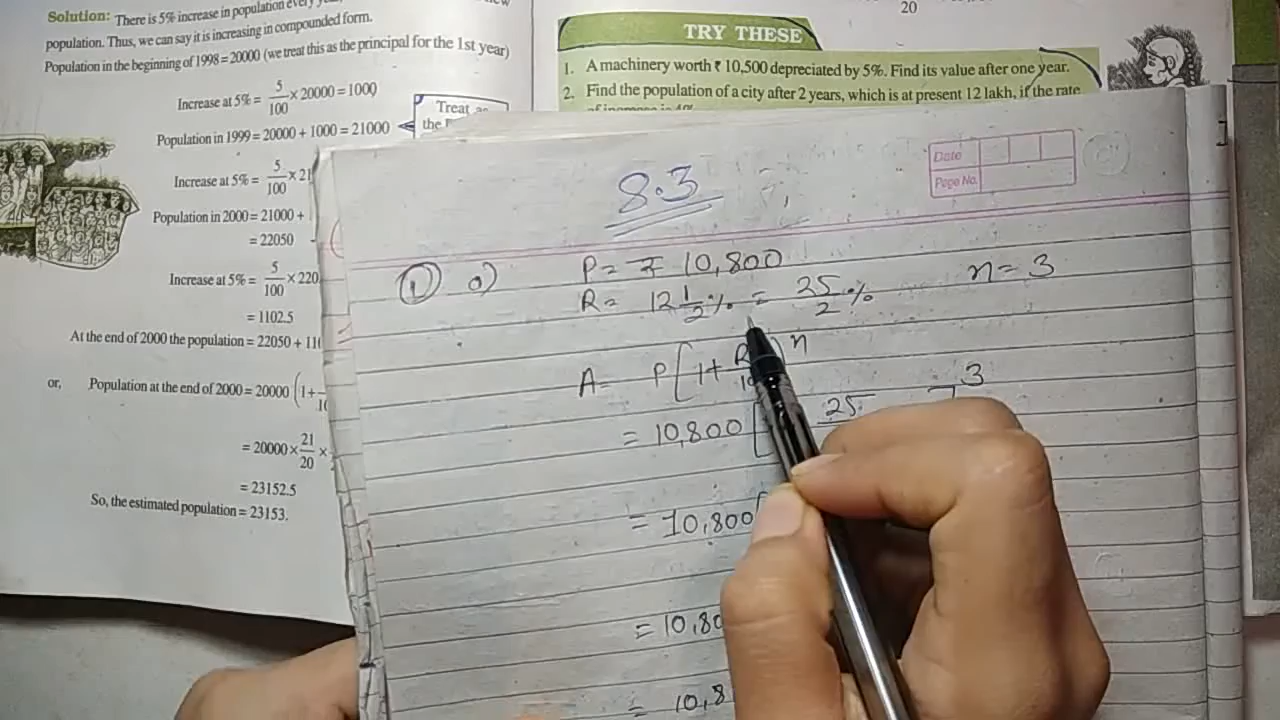 Solution: There is 5% increase in population every
population. Thus, we can say it is increasing in compounded form.
Population in the beginning of 1998 = 20000 (we treat this as the principal for the 1st year)
Increase at 5% = 5/100 × 20000 = 1000
Treat as
the
Population in 1999 = 20000 + 1000 = 21000
Increase at 5% = 5/100 × 21
Population in 2000 = 21000 +
= 22050
Increase at 5% = 5/100 × 220
= 1102.5
At the end of 2000 the population = 22050 + 110
or, Population at the end of 2000 = 20000 (1+
= 20000 × 21/20 ×
= 23152.5
So, the estimated population = 23153.
20
TRY THESE
1. A machinery worth ₹ 10,500 depreciated by 5%. Find its value after one year.
2. Find the population of a city after 2 years, which is at present 12 lakh, if the rate
of increase is 4%
Date
Page No.
8.3
① a) P = ₹ 10,800
R = 12 1/2 % = 25/2 % n = 3
A = P [1+ R/10 ] n
= 10,800 [ 25 ] 3
= 10,800 [
= 10,80
= 10,8